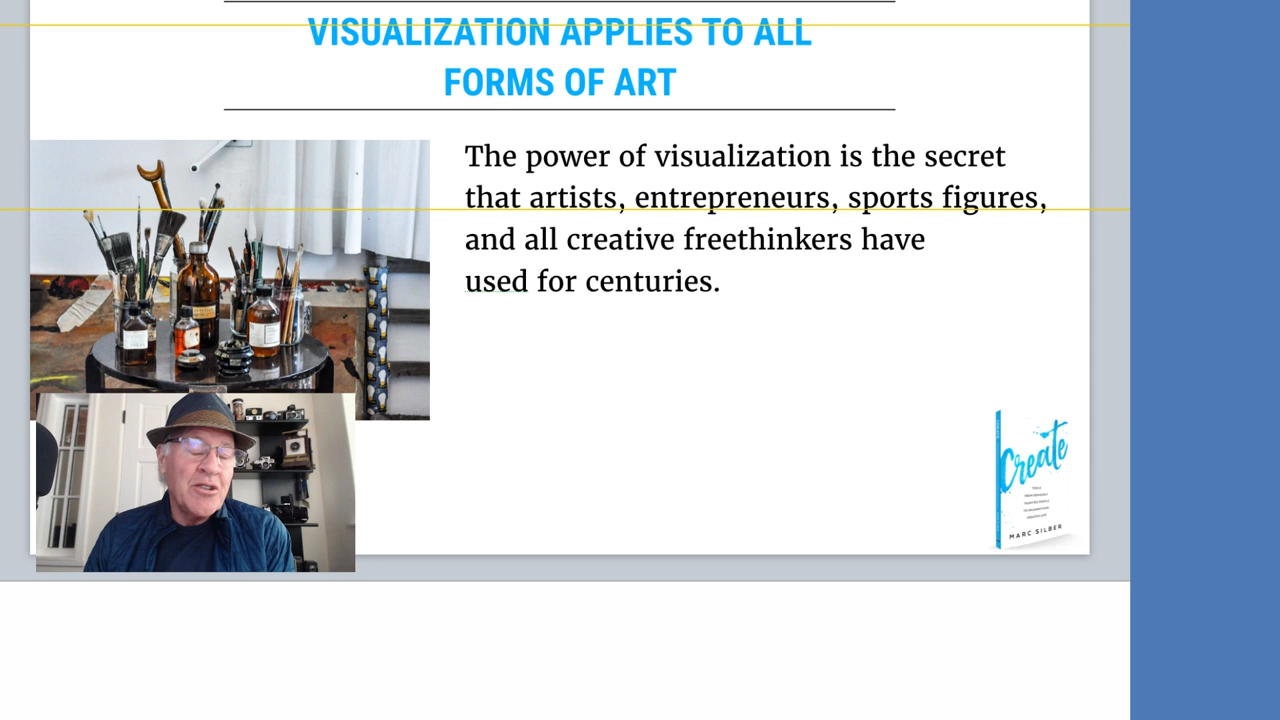 VISUALIZATION APPLIES TO ALL
FORMS OF ART
The power of visualization is the secret
that artists, entrepreneurs, sports figures,
and all creative freethinkers have
used for centuries.
Create
MARC SILBER